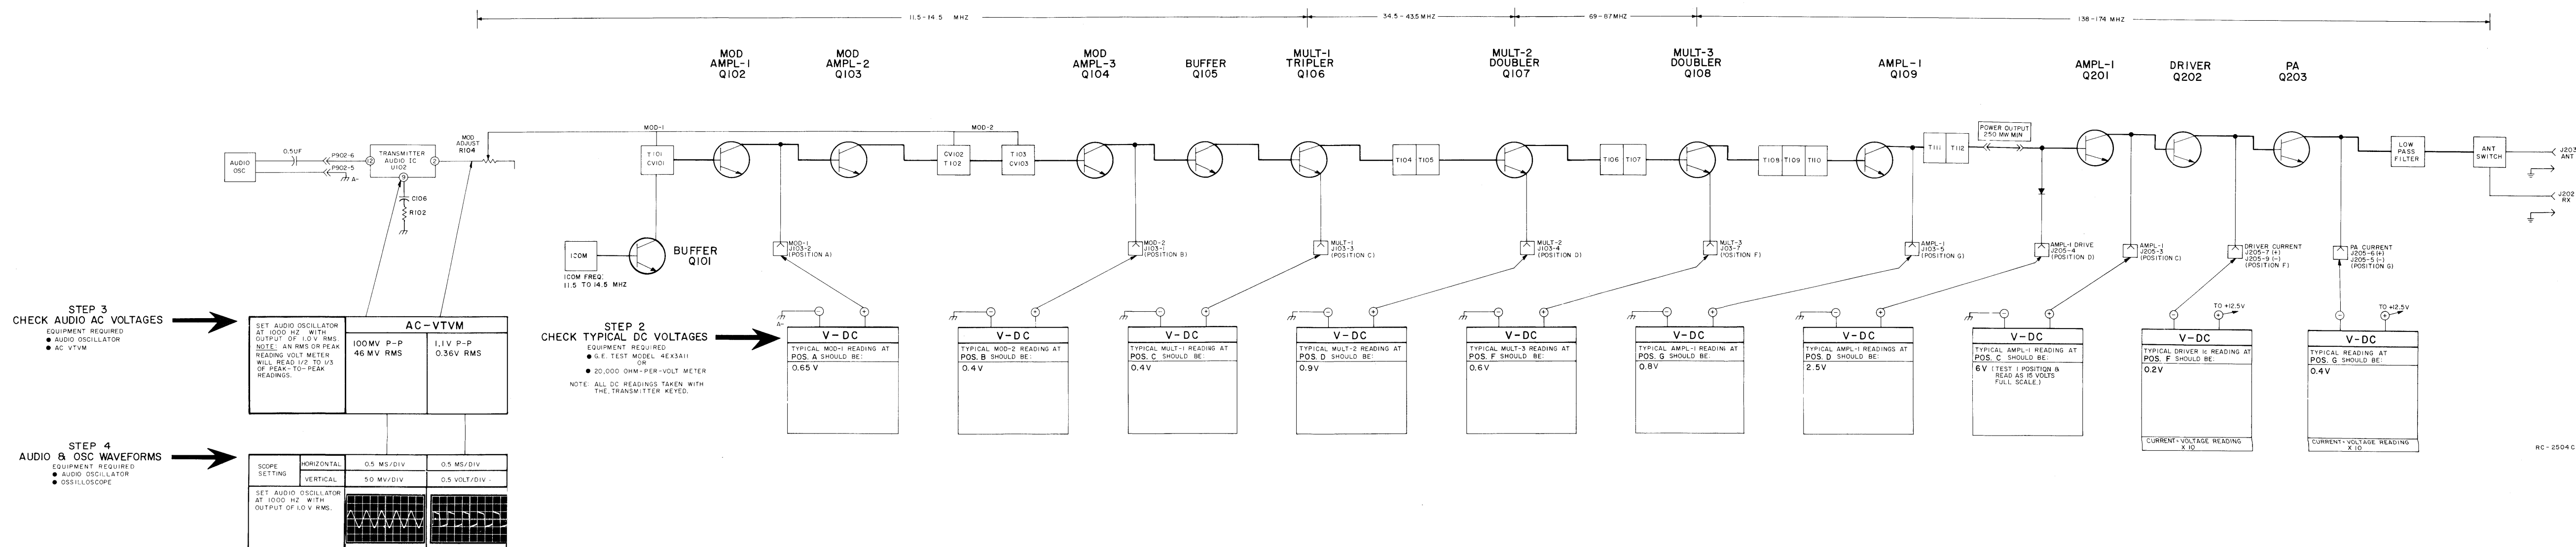 11.5-14.5 MHZ
34.5-43.5 MHZ
69-87 MHZ
138-174 MHZ
MOD
AMPL-1
Q102
MOD
AMPL-2
Q103
MOD
AMPL-3
Q104
BUFFER
Q105
MULT-1
TRIPLER
Q106
MULT-2
DOUBLER
Q107
MULT-3
DOUBLER
Q108
AMPL-1
Q109
AMPL-1
Q201
DRIVER
Q202
PA
Q203
AUDIO
OSC
0.5UF
P902-6
P902-5
A-
12
TRANSMITTER
AUDIO IC
U102
2
9
C106
R102
MOD
ADJUST
R104
MOD-1
MOD-2
T101
CV101
CV102
T102
T103
CV103
T104 T105
T106 T107
T108 T109 T110
T111 T112
POWER OUTPUT
250 MW MIN
LOW
PASS
FILTER
ANT
SWITCH
J203
ANT
J202
RX
ICOM
ICOM FREQ:
11.5 TO 14.5 MHZ
BUFFER
Q101
MOD-1
J103-2
(POSITION A)
MOD-2
J103-1
(POSITION B)
MULT-1
J103-3
(POSITION C)
MULT-2
J103-4
(POSITION D)
MULT-3
J03-7
(POSITION F)
AMPL-1
J103-5
(POSITION G)
AMPL-1 DRIVE
J205-4
(POSITION D)
AMPL-1
J205-3
(POSITION C)
DRIVER CURRENT
J205-7 (+)
J205-9 (-)
(POSITION F)
PA CURRENT
J205-6 (+)
J205-5 (-)
(POSITION G)
STEP 3
CHECK AUDIO AC VOLTAGES
EQUIPMENT REQUIRED
● AUDIO OSCILLATOR
● AC VTVM
SET AUDIO OSCILLATOR
AT 1000 HZ WITH
OUTPUT OF 1.0 V RMS.
NOTE: AN RMS OR PEAK
READING VOLT METER
WILL READ 1/2 TO 1/3
OF PEAK-TO-PEAK
READINGS.
AC-VTVM
100 MV P-P
46 MV RMS
1.1 V P-P
0.36V RMS
STEP 2
CHECK TYPICAL DC VOLTAGES
EQUIPMENT REQUIRED
● G.E. TEST MODEL 4EX3A11
OR
● 20,000 OHM-PER-VOLT METER
NOTE: ALL DC READINGS TAKEN WITH
THE TRANSMITTER KEYED.
A-
V-DC
TYPICAL MOD-1 READING AT
POS. A SHOULD BE:
0.65 V
V-DC
TYPICAL MOD-2 READING AT
POS. B SHOULD BE:
0.4 V
V-DC
TYPICAL MULT-1 READING AT
POS. C SHOULD BE:
0.4V
V-DC
TYPICAL MULT-2 READING AT
POS. D SHOULD BE:
0.9V
V-DC
TYPICAL MULT-3 READING AT
POS. F SHOULD BE:
0.6V
V-DC
TYPICAL AMPL-1 READING AT
POS. G SHOULD BE:
0.8V
V-DC
TYPICAL AMPL-1 READINGS AT
POS. D SHOULD BE:
2.5V
V-DC
TYPICAL AMPL-1 READING AT
POS. C SHOULD BE:
6V (TEST 1 POSITION &
READ AS 15 VOLTS
FULL SCALE.)
TO +12.5V
V-DC
TYPICAL DRIVER Ic READING AT
POS. F SHOULD BE:
0.2V
CURRENT-VOLTAGE READING
X 10
TO +12.5V
V-DC
TYPICAL READING AT
POS. G SHOULD BE:
0.4V
CURRENT-VOLTAGE READING
X 10
STEP 4
AUDIO & OSC WAVEFORMS
EQUIPMENT REQUIRED
● AUDIO OSCILLATOR
● OSSILLOSCOPE
SCOPE
SETTING
HORIZONTAL
0.5 MS/DIV
0.5 MS/DIV
VERTICAL
50 MV/DIV
0.5 VOLT/DIV
SET AUDIO OSCILLATOR
AT 1000 HZ WITH
OUTPUT OF 1.0 V RMS.
RC-2504C